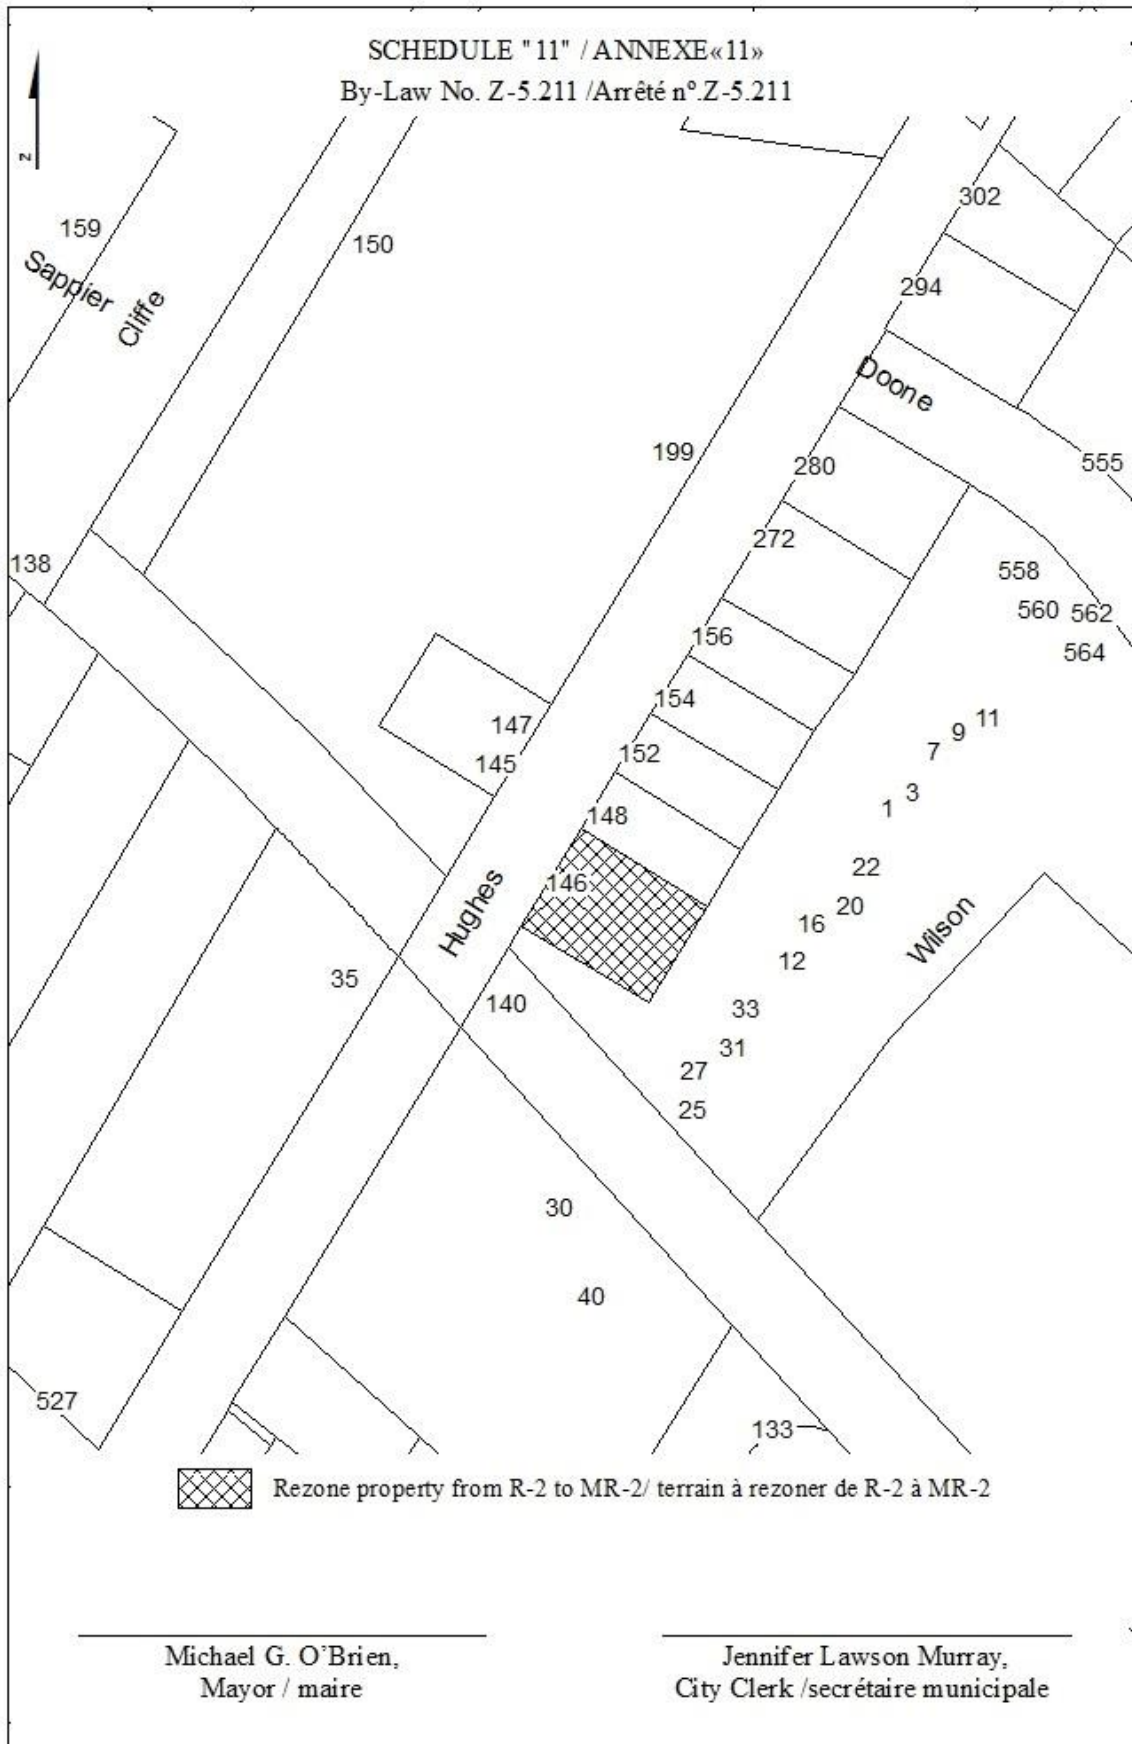 SCHEDULE "11" / ANNEXE«11»
By-Law No. Z-5.211 /Arrêté nº.Z-5.211
z
302
159
150
Sappier
Cliffe
294
Doone
199
280
555
272
138
558
560 562
156
564
154
147
11
9
7
152
145
3
1
148
22
146
20
Hughes
16
Wilson
12
35
140
33
31
27
25
30
40
527
133
Rezone property from R-2 to MR-2/ terrain à rezoner de R-2 à MR-2
Michael G. O'Brien,
Mayor / maire
Jennifer Lawson Murray,
City Clerk /secrétaire municipale